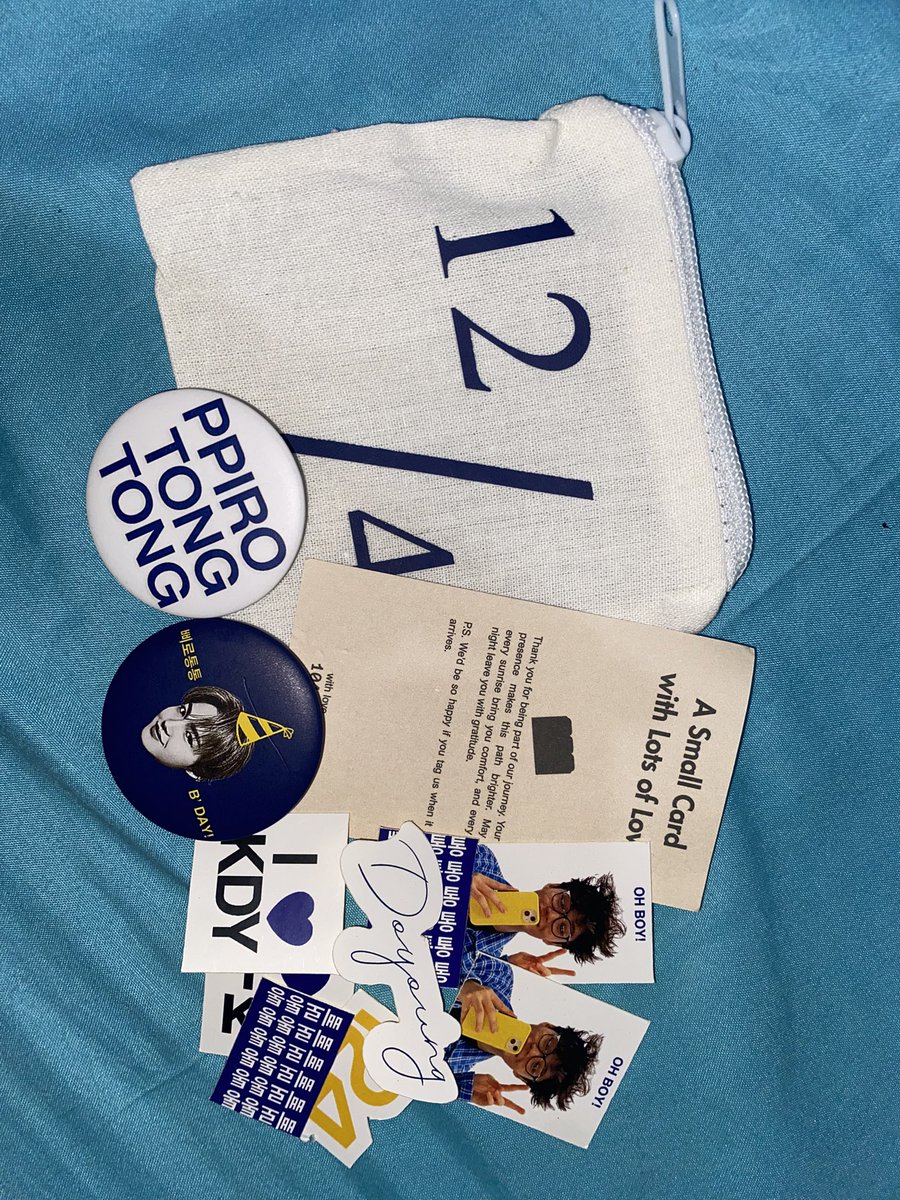 12/4
PPIRO
TONG
TONG
삐로통통
B' DAY!
A Small Card
with Lots of
Thank you for being part of our journey. Your
presence makes this path brighter. May
every sunrise bring you comfort, and every
night leave you with gratitude.
P.S. We'd be so happy if you tag us when it
arrives.
with love
I
KDY
Doyoung
OH BOY!
OH BOY!